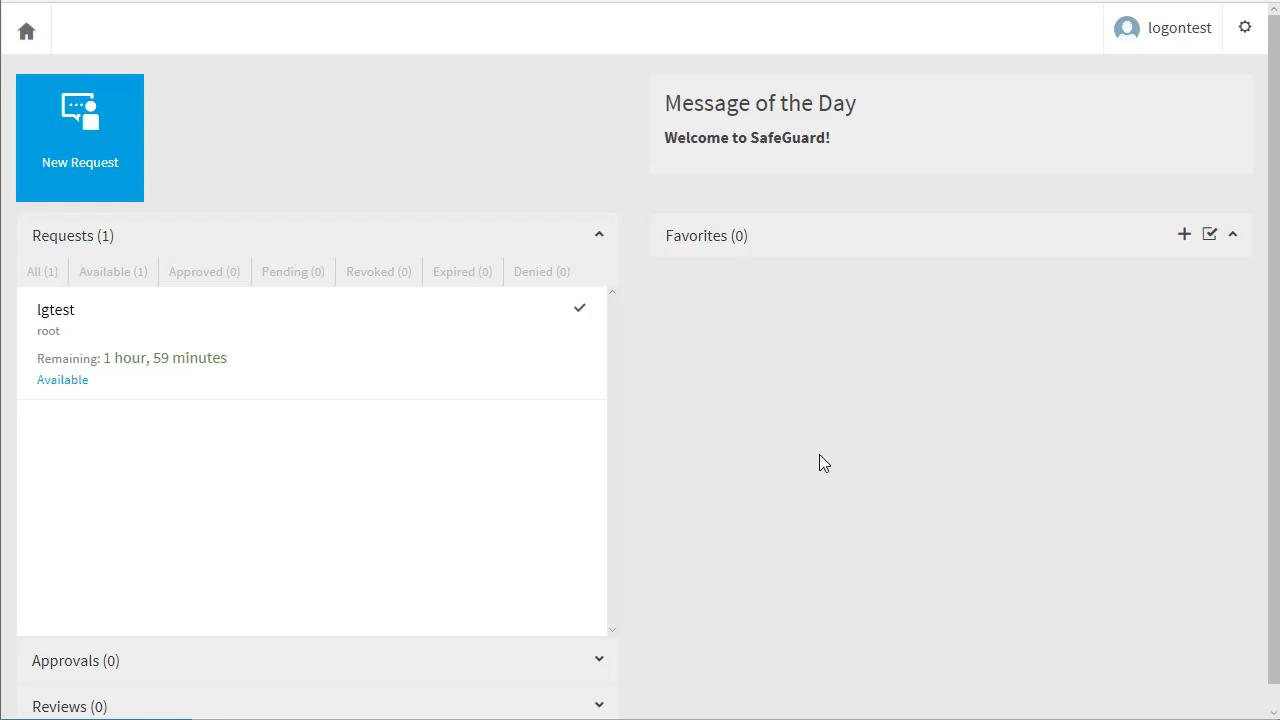 logontest
New Request
Message of the Day
Welcome to SafeGuard!
Requests (1)
All (1) Available (1) Approved (0) Pending (0) Revoked (0) Expired (0) Denied (0)
lgtest
root
Remaining: 1 hour, 59 minutes
Available
Favorites (0)
Approvals (0)
Reviews (0)